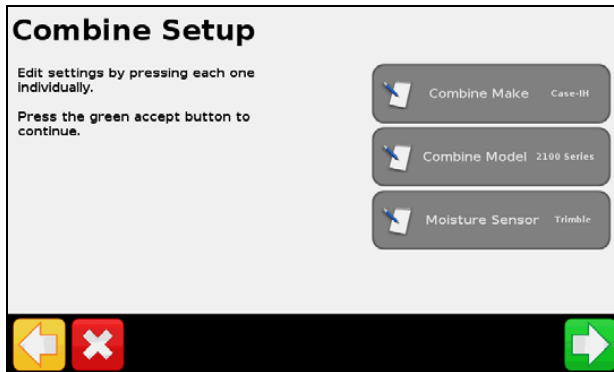 Combine Setup
Edit settings by pressing each one
individually.
Press the green accept button to
continue.
Combine Make Case-IH
Combine Model 2100 Series
Moisture Sensor Trimble